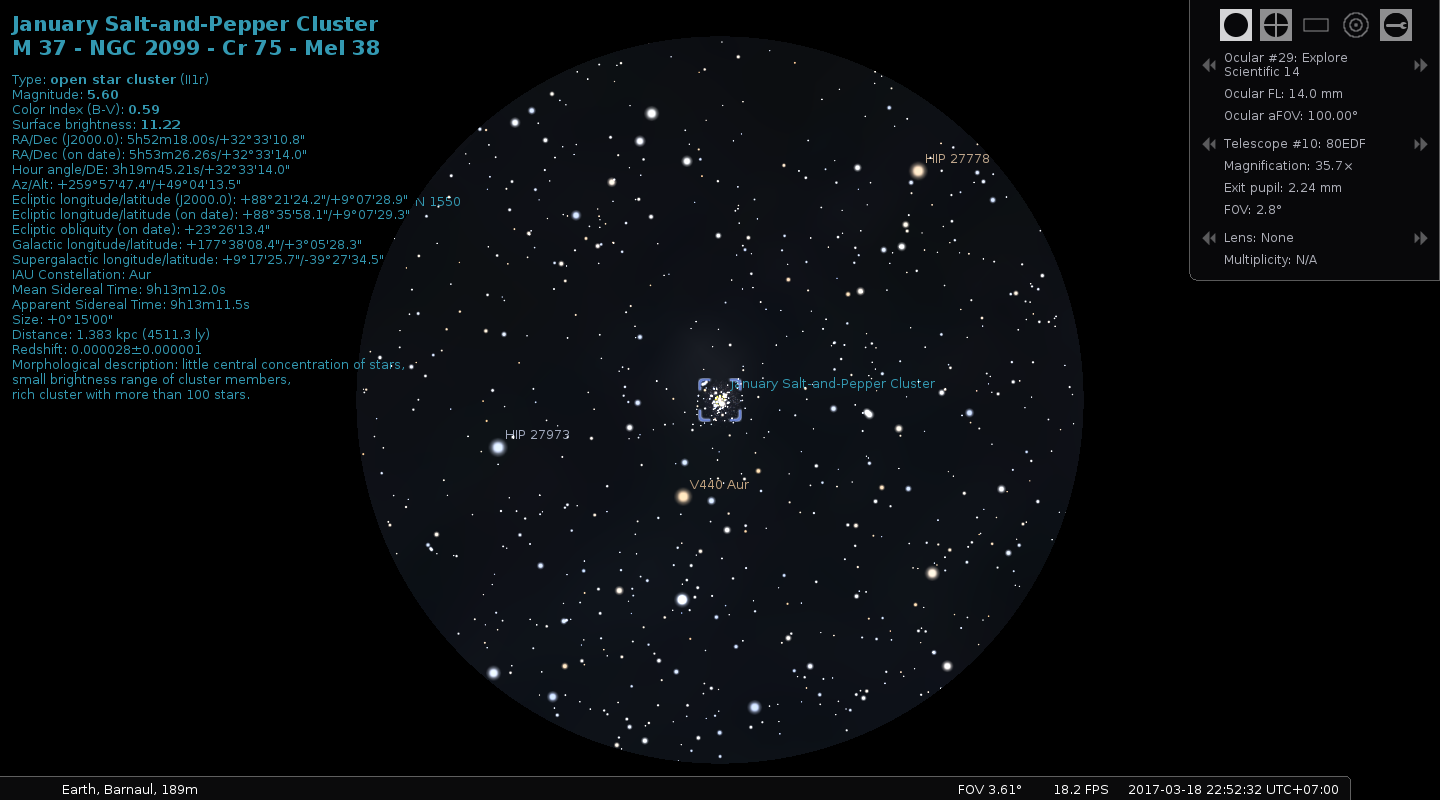 January Salt-and-Pepper Cluster
M 37 - NGC 2099 - Cr 75 - Mel 38
Type: open star cluster (II1r)
Magnitude: 5.60
Color Index (B-V): 0.59
Surface brightness: 11.22
RA/Dec (J2000.0): 5h52m18.00s/+32°33'10.8"
RA/Dec (on date): 5h53m26.26s/+32°33'14.0"
Hour angle/DE: 3h19m45.21s/+32°33'14.0"
Az/Alt: +259°57'47.4"/+49°04'13.5"
Ecliptic longitude/latitude (J2000.0): +88°21'24.2"/+9°07'28.9"
Ecliptic longitude/latitude (on date): +88°35'58.1"/+9°07'29.3"
Ecliptic obliquity (on date): +23°26'13.4"
Galactic longitude/latitude: +177°38'08.4"/+3°05'28.3"
Supergalactic longitude/latitude: +9°17'25.7"/-39°27'34.5"
IAU Constellation: Aur
Mean Sidereal Time: 9h13m12.0s
Apparent Sidereal Time: 9h13m11.5s
Size: +0°15'00"
Distance: 1.383 kpc (4511.3 ly)
Redshift: 0.000028±0.000001
Morphological description: little central concentration of stars,
small brightness range of cluster members,
rich cluster with more than 100 stars.
N 1550
HIP 27778
January Salt-and-Pepper Cluster
HIP 27973
V440 Aur
Ocular #29: Explore
Scientific 14
Ocular FL: 14.0 mm
Ocular aFOV: 100.00°
Telescope #10: 80EDF
Magnification: 35.7×
Exit pupil: 2.24 mm
FOV: 2.8°
Lens: None
Multiplicity: N/A
Earth, Barnaul, 189m
FOV 3.61°
18.2 FPS
2017-03-18 22:52:32 UTC+07:00